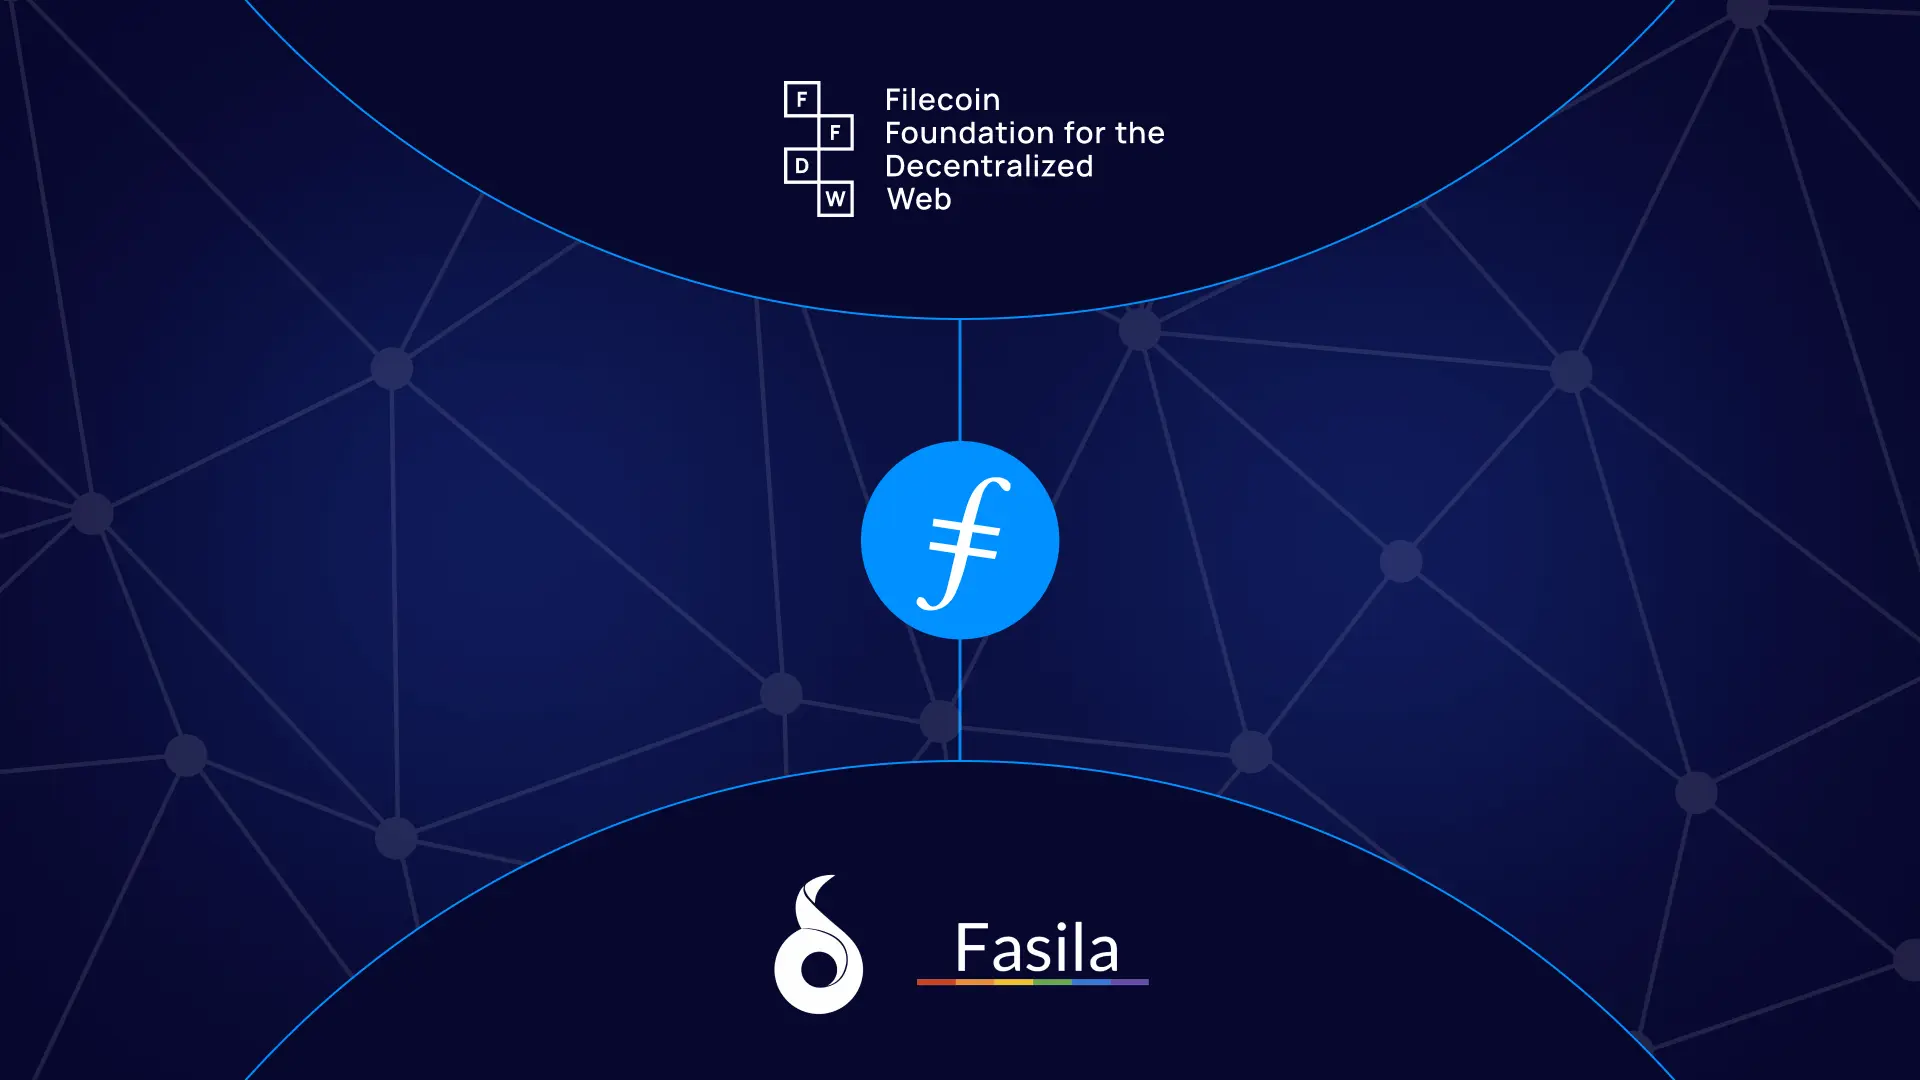 F
F
D
W
Filecoin
Foundation for the
Decentralized
Web
Fasila